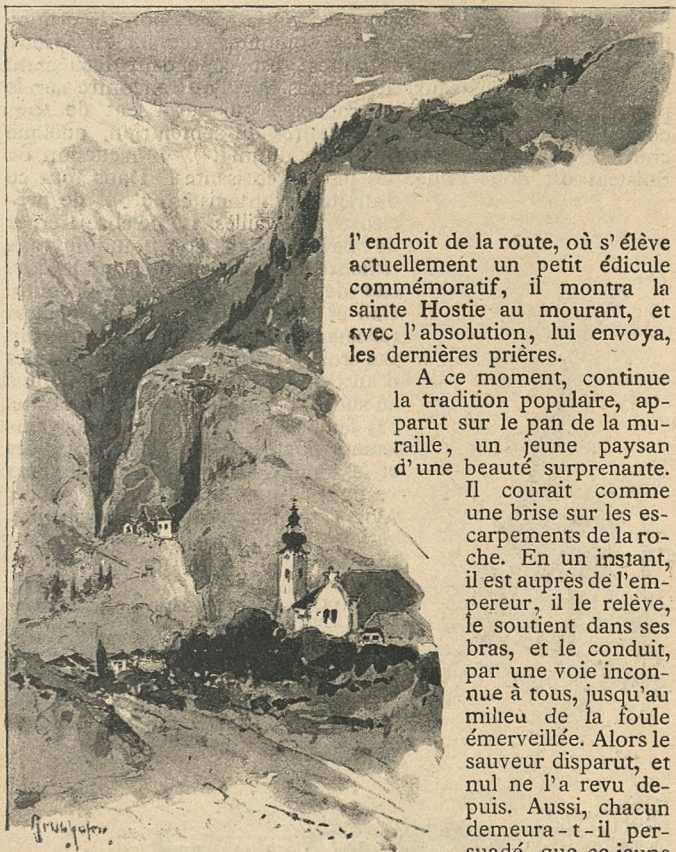 l'endroit de la route, où s'élève
actuellement un petit édicule
commémoratif, il montra la
sainte Hostie au mourant, et
avec l'absolution, lui envoya,
les dernières prières.
A ce moment, continue
la tradition populaire, ap-
parut sur le pan de la mu-
raille, un jeune paysan
d'une beauté surprenante.
Il courait comme
une brise sur les es-
carpements de la ro-
che. En un instant,
il est auprès de l'em-
pereur, il le relève,
le soutient dans ses
bras, et le conduit,
par une voie incon-
nue à tous, jusqu'au
milieu de la foule
émerveillée. Alors le
sauveur disparut, et
nul ne l'a revu de-
puis. Aussi, chacun
demeura-t-il per-
suadé que ce jeune